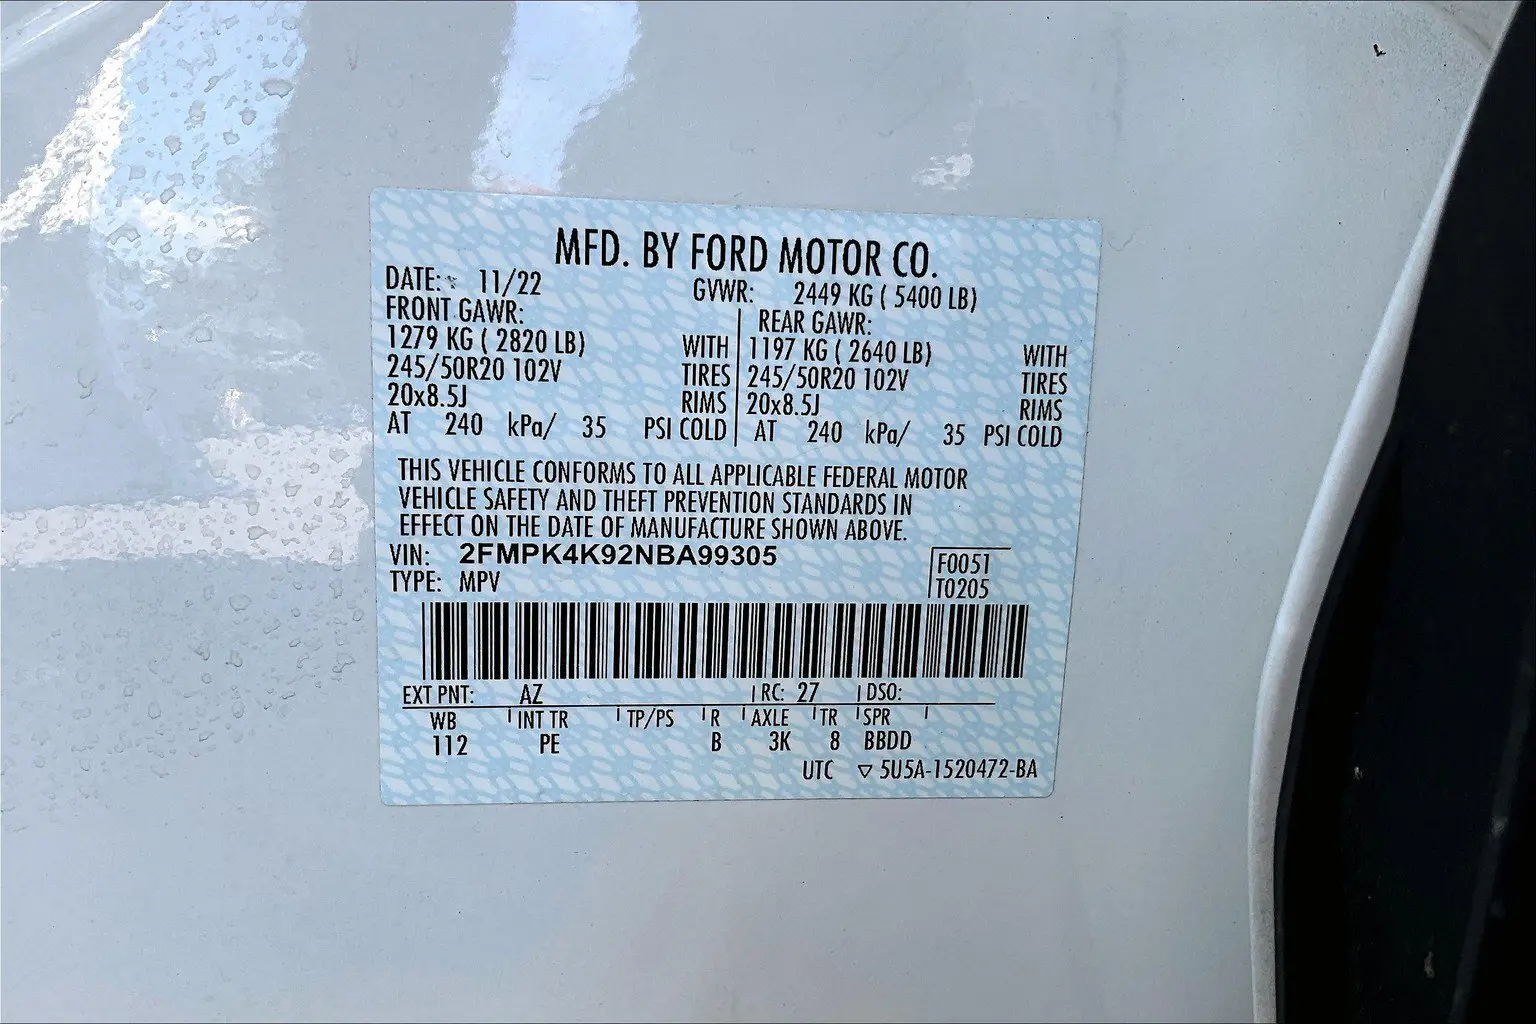 MFD. BY FORD MOTOR CO.
DATE: 11/22 GVWR: 2449 KG ( 5400 LB)
FRONT GAWR: REAR GAWR:
1279 KG ( 2820 LB) WITH 1197 KG ( 2640 LB) WITH
245/50R20 102V TIRES 245/50R20 102V TIRES
20x8.5J RIMS 20x8.5J RIMS
AT 240 kPa/ 35 PSI COLD AT 240 kPa/ 35 PSI COLD
THIS VEHICLE CONFORMS TO ALL APPLICABLE FEDERAL MOTOR
VEHICLE SAFETY AND THEFT PREVENTION STANDARDS IN
EFFECT ON THE DATE OF MANUFACTURE SHOWN ABOVE.
VIN: 2FMPK4K92NBA99305 F0051
TYPE: MPV T0205
EXT PNT: AZ RC: 27 DSO:
WB INT TR TP/PS R AXLE TR SPR
112 PE B 3K 8 BBDD
UTC ▽ 5U5A-1520472-BA